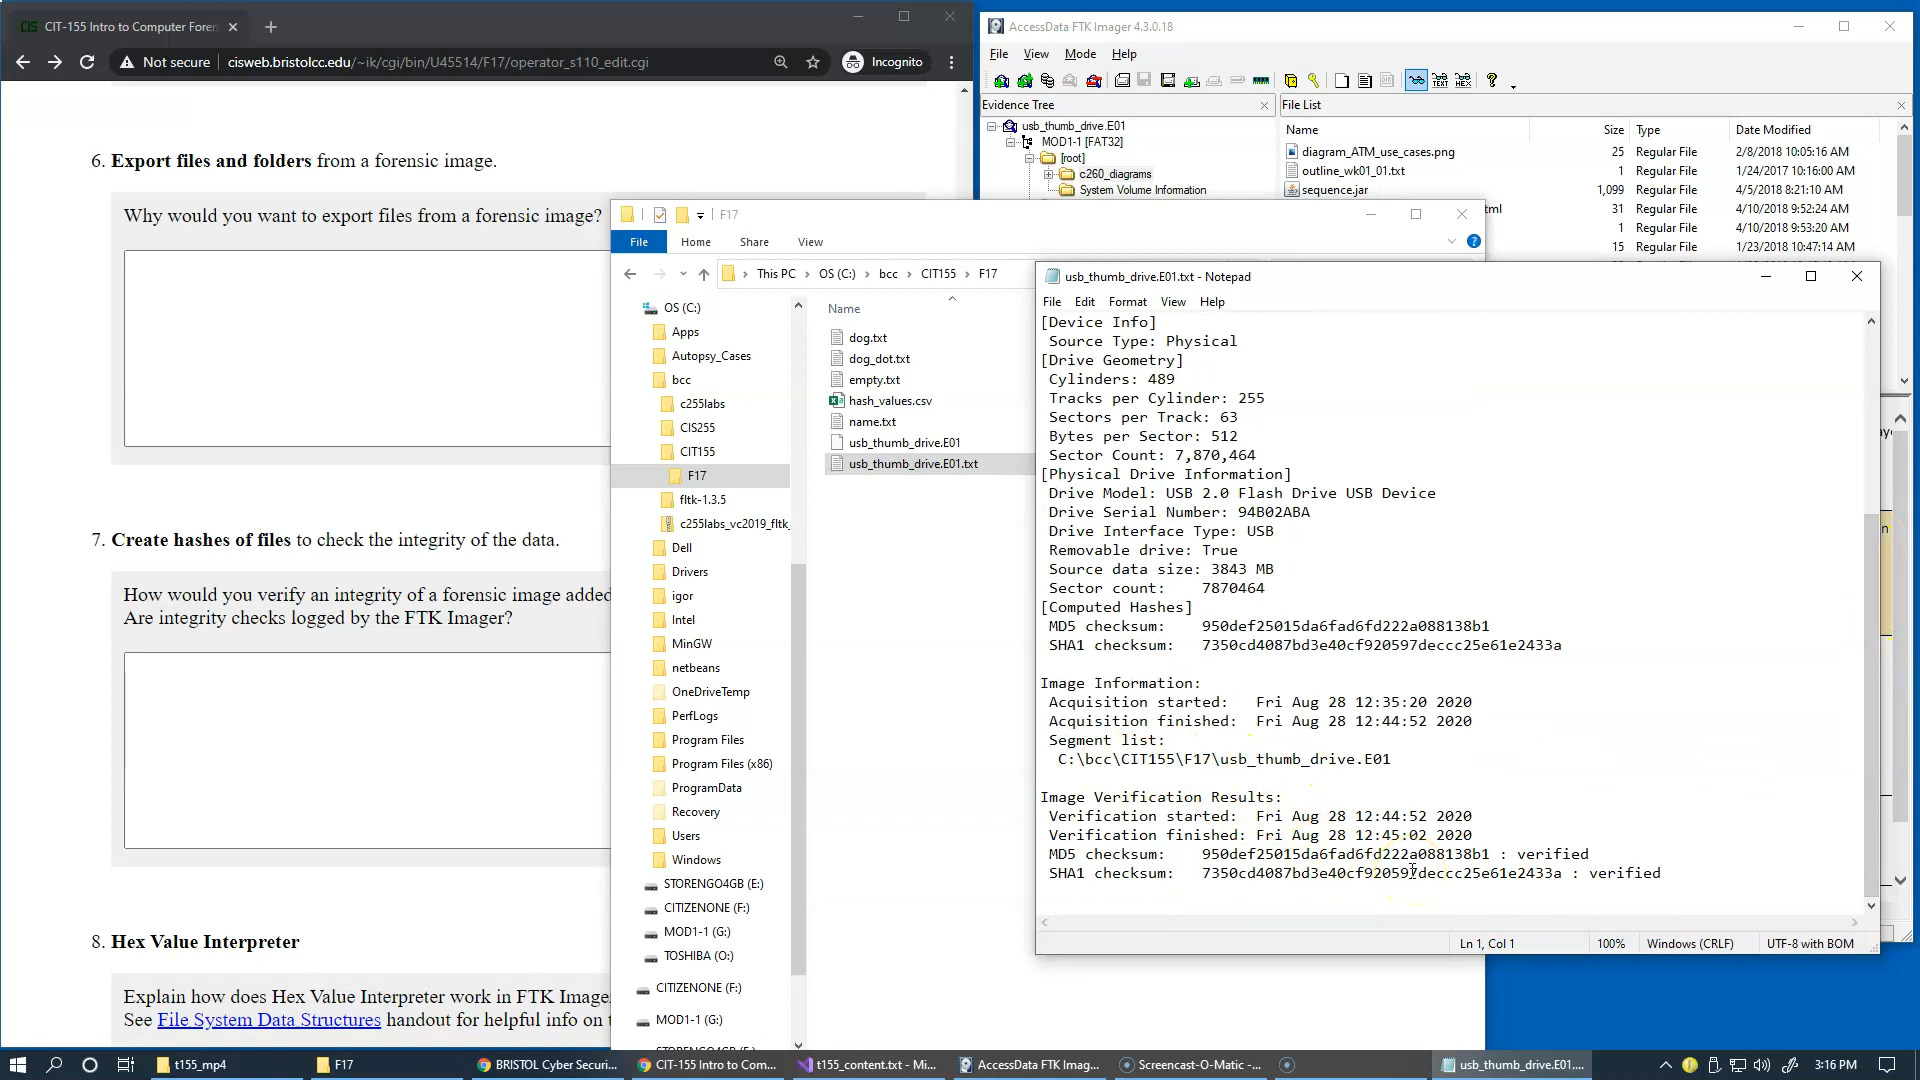 CIS CIT-155 Intro to Computer Foren
Not secure cisweb.bristolcc.edu/~ik/cgi/bin/U45514/F17/operator_s110_edit.cgi
Incognito
6. Export files and folders from a forensic image.
Why would you want to export files from a forensic image?
7. Create hashes of files to check the integrity of the data.
How would you verify an integrity of a forensic image added
Are integrity checks logged by the FTK Imager?
8. Hex Value Interpreter
Explain how does Hex Value Interpreter work in FTK Image
See File System Data Structures handout for helpful info on t
AccessData FTK Imager 4.3.0.18
File View Mode Help
TEXT HEX
Evidence Tree
usb_thumb_drive.E01
MOD1-1 [FAT32]
[root]
c260_diagrams
System Volume Information
File List
Name Size Type Date Modified
diagram_ATM_use_cases.png 25 Regular File 2/8/2018 10:05:16 AM
outline_wk01_01.txt 1 Regular File 1/24/2017 10:16:00 AM
sequence.jar 1,099 Regular File 4/5/2018 8:21:10 AM
tml 31 Regular File 4/10/2018 9:52:24 AM
1 Regular File 4/10/2018 9:53:20 AM
15 Regular File 1/23/2018 10:47:14 AM
F17
File Home Share View
This PC OS (C:) bcc CIT155 F17
OS (C:)
Apps
Autopsy_Cases
bcc
c255labs
CIS255
CIT155
F17
fltk-1.3.5
c255labs_vc2019_fltk_
Dell
Drivers
igor
Intel
MinGW
netbeans
OneDriveTemp
PerfLogs
Program Files
Program Files (x86)
ProgramData
Recovery
Users
Windows
STORENGO4GB (E:)
CITIZENONE (F:)
MOD1-1 (G:)
TOSHIBA (O:)
CITIZENONE (F:)
MOD1-1 (G:)
Name
dog.txt
dog_dot.txt
empty.txt
hash_values.csv
name.txt
usb_thumb_drive.E01
usb_thumb_drive.E01.txt
usb_thumb_drive.E01.txt - Notepad
File Edit Format View Help
[Device Info]
Source Type: Physical
[Drive Geometry]
Cylinders: 489
Tracks per Cylinder: 255
Sectors per Track: 63
Bytes per Sector: 512
Sector Count: 7,870,464
[Physical Drive Information]
Drive Model: USB 2.0 Flash Drive USB Device
Drive Serial Number: 94B02ABA
Drive Interface Type: USB
Removable drive: True
Source data size: 3843 MB
Sector count: 7870464
[Computed Hashes]
MD5 checksum: 950def25015da6fad6fd222a088138b1
SHA1 checksum: 7350cd4087bd3e40cf920597deccc25e61e2433a
Image Information:
Acquisition started: Fri Aug 28 12:35:20 2020
Acquisition finished: Fri Aug 28 12:44:52 2020
Segment list:
C:\bcc\CIT155\F17\usb_thumb_drive.E01
Image Verification Results:
Verification started: Fri Aug 28 12:44:52 2020
Verification finished: Fri Aug 28 12:45:02 2020
MD5 checksum: 950def25015da6fad6fd222a088138b1 : verified
SHA1 checksum: 7350cd4087bd3e40cf920597deccc25e61e2433a : verified
Ln 1, Col 1 100% Windows (CRLF) UTF-8 with BOM
t155_mp4 F17 BRISTOL Cyber Securi... CIT-155 Intro to Com... t155_content.txt - Mi... AccessData FTK Imag... Screencast-O-Matic -... usb_thumb_drive.E01.... 3:16 PM